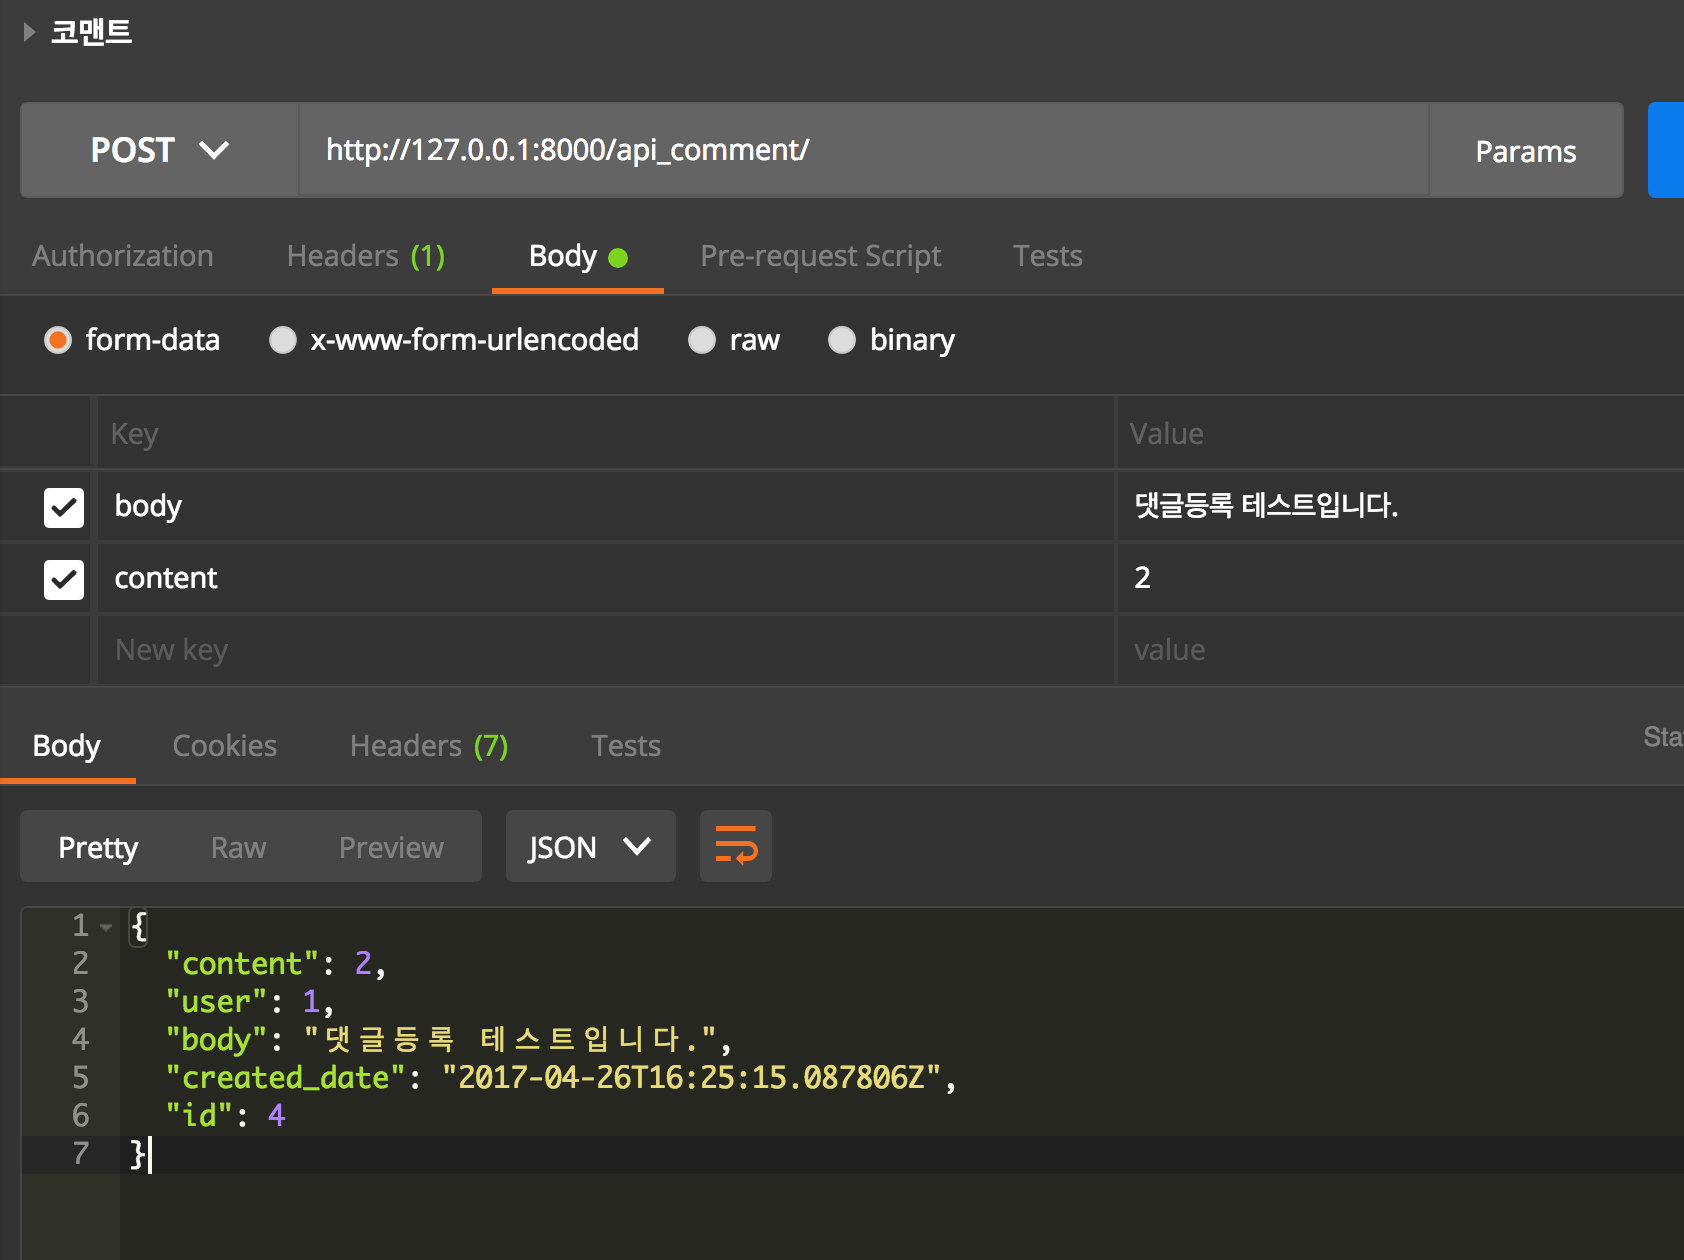 코맨트
POST http://127.0.0.1:8000/api_comment/ Params
Authorization Headers (1) Body Pre-request Script Tests
form-data x-www-form-urlencoded raw binary
Key Value
body 댓글등록 테스트입니다.
content 2
New key value
Body Cookies Headers (7) Tests
Pretty Raw Preview JSON
1 {
2 "content": 2,
3 "user": 1,
4 "body": "댓글등록 테스트입니다.",
5 "created_date": "2017-04-26T16:25:15.087806Z",
6 "id": 4
7 }